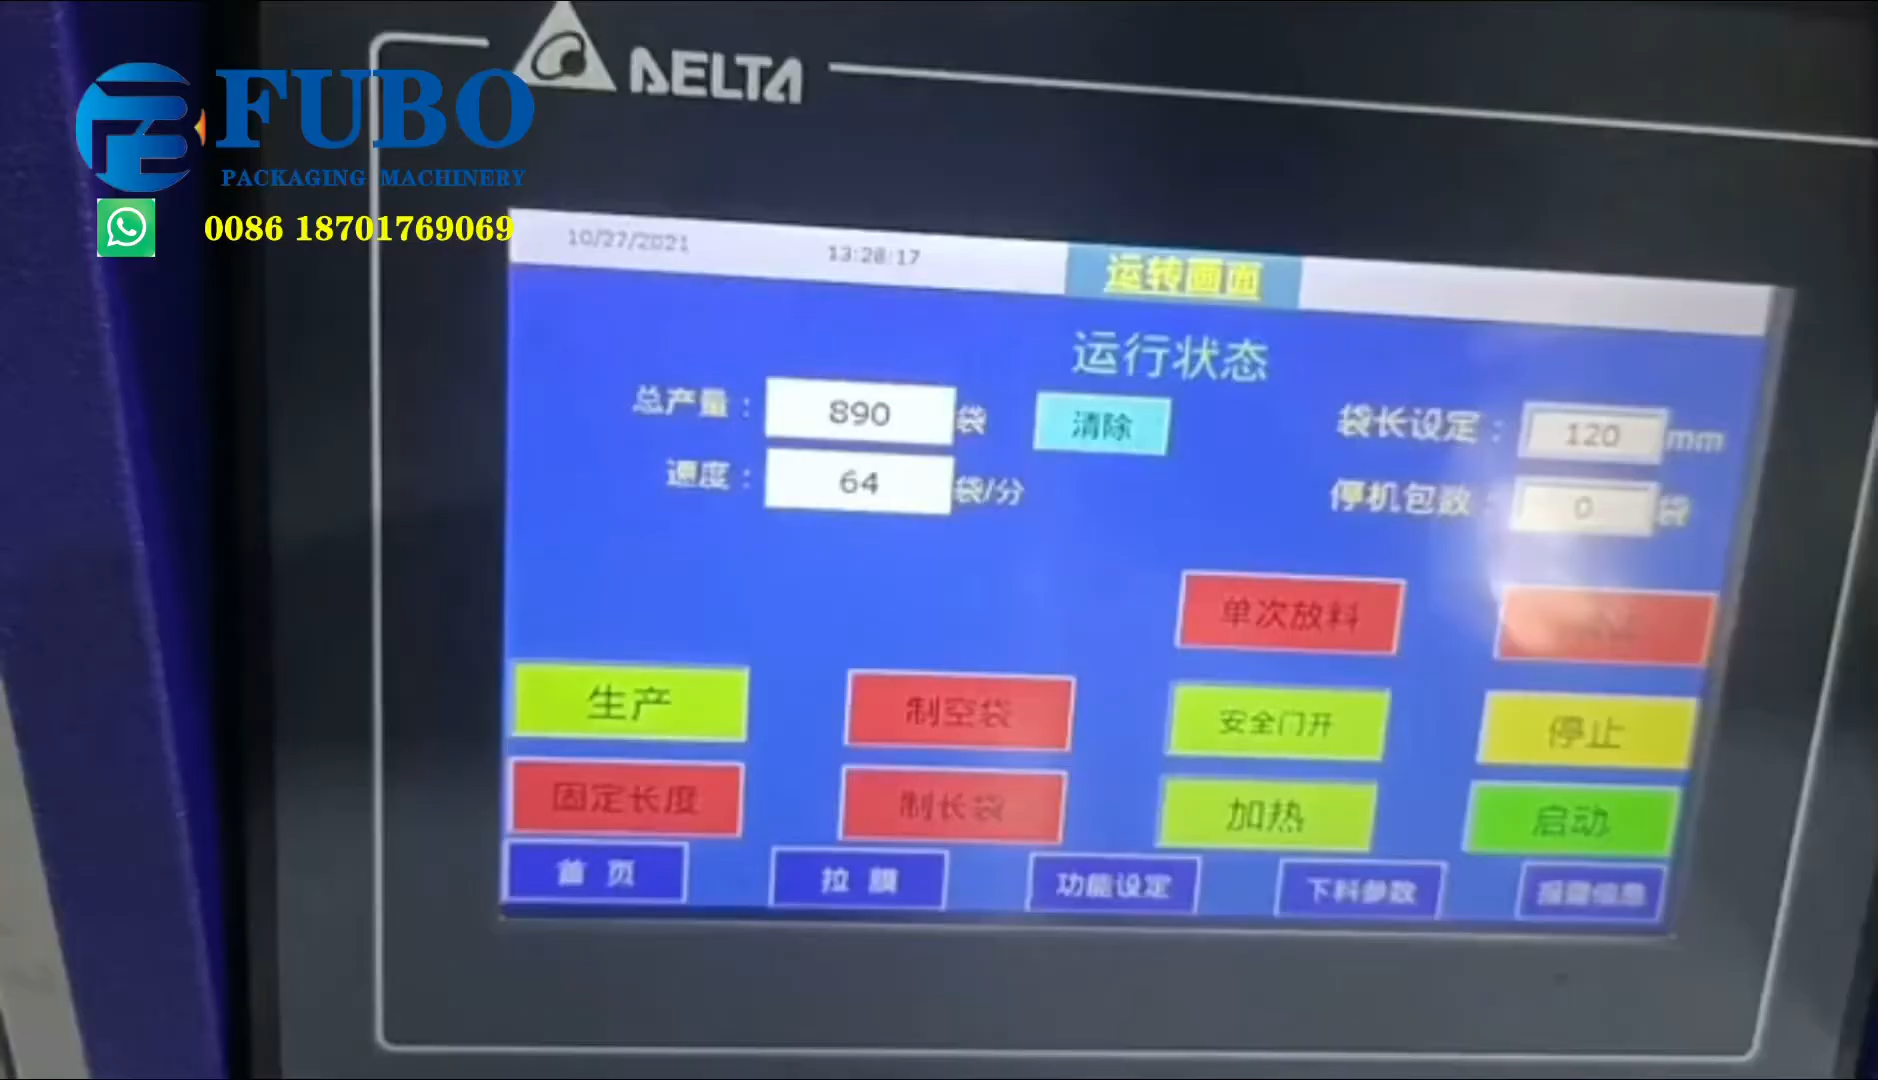 DELTA
FUBO
PACKAGING MACHINERY
0086 18701769069
10/27/2021 13:28:17 运转画面
运行状态
总产量： 890 袋 清除 袋长设定： 120 mm
速度： 64 袋/分 停机包数： 0 袋
单次放料
生产 制空袋 安全门开 停止
固定长度 制长袋 加热 启动
首页 拉膜 功能设定 下料参数 报警信息